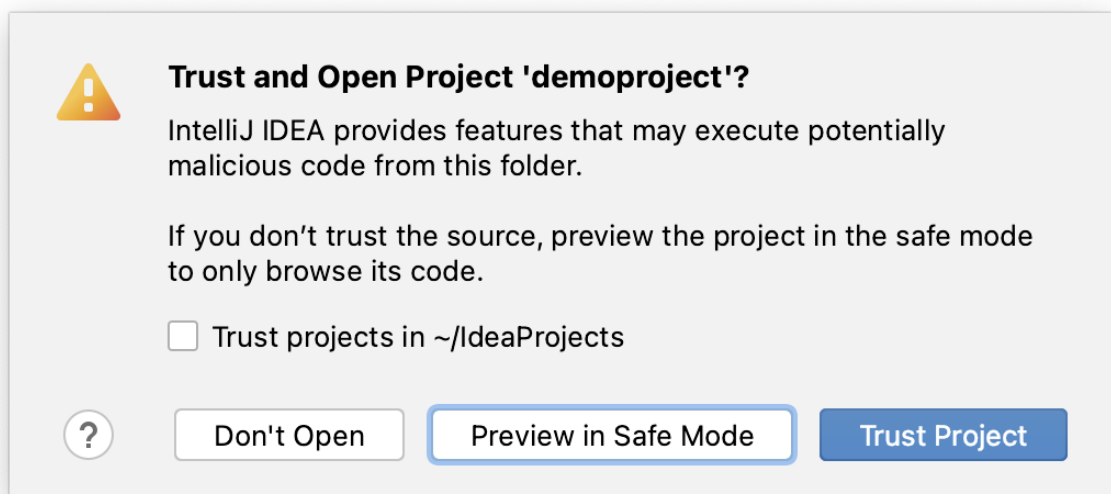 Trust and Open Project 'demoproject'?
IntelliJ IDEA provides features that may execute potentially
malicious code from this folder.
If you don’t trust the source, preview the project in the safe mode
to only browse its code.
Trust projects in ~/IdeaProjects
? Don't Open Preview in Safe Mode Trust Project